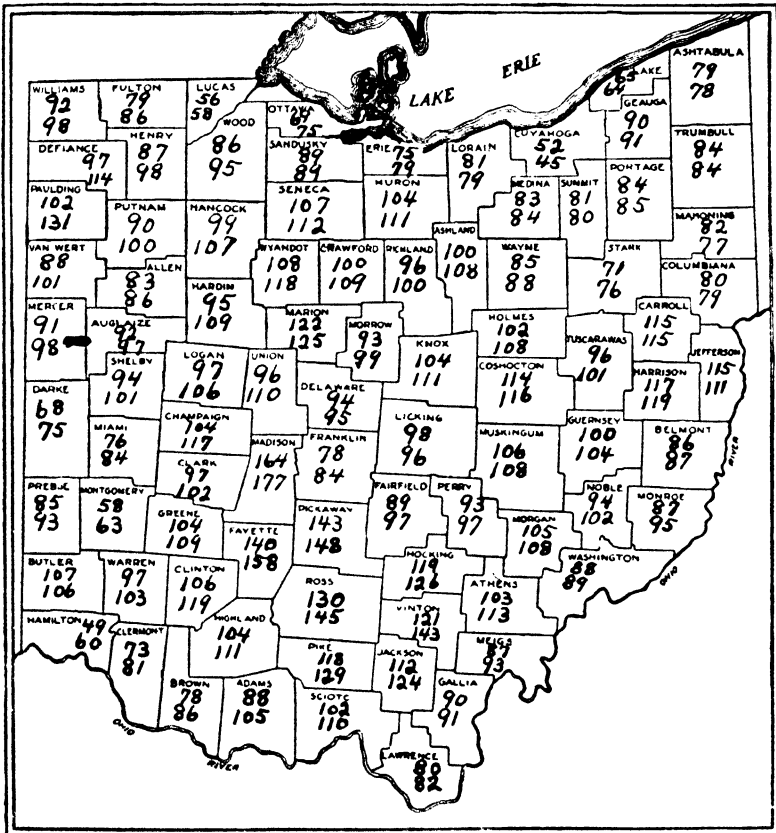 LAKE ERIE
ASHTABULA
79
78
WILLIAMS
92
98
FULTON
79
86
LUCAS
56
58
WOOD
86
95
OTTAWA
64
75
LAKE
63
64
GEAUGA
90
91
TRUMBULL
84
84
DEFIANCE
97
114
HENRY
87
98
SANDUSKY
89
89
ERIE
75
79
LORAIN
81
79
CUYAHOGA
52
45
MEDINA
83
84
SUMMIT
81
80
PORTAGE
84
85
MAHONING
82
77
PAULDING
102
131
PUTNAM
90
100
HANCOCK
99
107
SENECA
107
112
HURON
104
111
ASHLAND
100
108
WAYNE
85
88
STARK
71
76
COLUMBIANA
80
79
VAN WERT
88
101
ALLEN
83
86
HARDIN
95
109
WYANDOT
108
118
CRAWFORD
100
109
RICHLAND
96
100
MERCER
91
98
AUGLAIZE
92
97
MARION
122
125
MORROW
93
99
KNOX
104
111
HOLMES
102
108
TUSCARAWAS
96
101
CARROLL
115
115
JEFFERSON
115
111
SHELBY
94
101
LOGAN
97
106
UNION
96
110
DELAWARE
94
95
COSHOCTON
114
116
HARRISON
117
119
DARKE
68
75
MIAMI
76
84
CHAMPAIGN
104
117
MADISON
164
177
FRANKLIN
78
84
LICKING
98
96
MUSKINGUM
106
108
GUERNSEY
100
104
BELMONT
86
87
CLARK
97
102
PREBLE
85
93
MONTGOMERY
58
63
GREENE
104
109
FAYETTE
140
158
PICKAWAY
143
148
FAIRFIELD
89
97
PERRY
93
97
MORGAN
105
108
NOBLE
94
102
MONROE
87
95
BUTLER
107
106
WARREN
97
103
CLINTON
106
119
ROSS
130
145
HOCKING
119
126
ATHENS
103
113
WASHINGTON
88
89
HAMILTON
49
60
CLERMONT
73
81
HIGHLAND
104
111
VINTON
121
143
MEIGS
93
BROWN
78
86
ADAMS
88
105
PIKE
118
129
SCIOTO
102
110
JACKSON
112
124
GALLIA
90
91
LAWRENCE
80
82
OHIO RIVER
OHIO RIVER